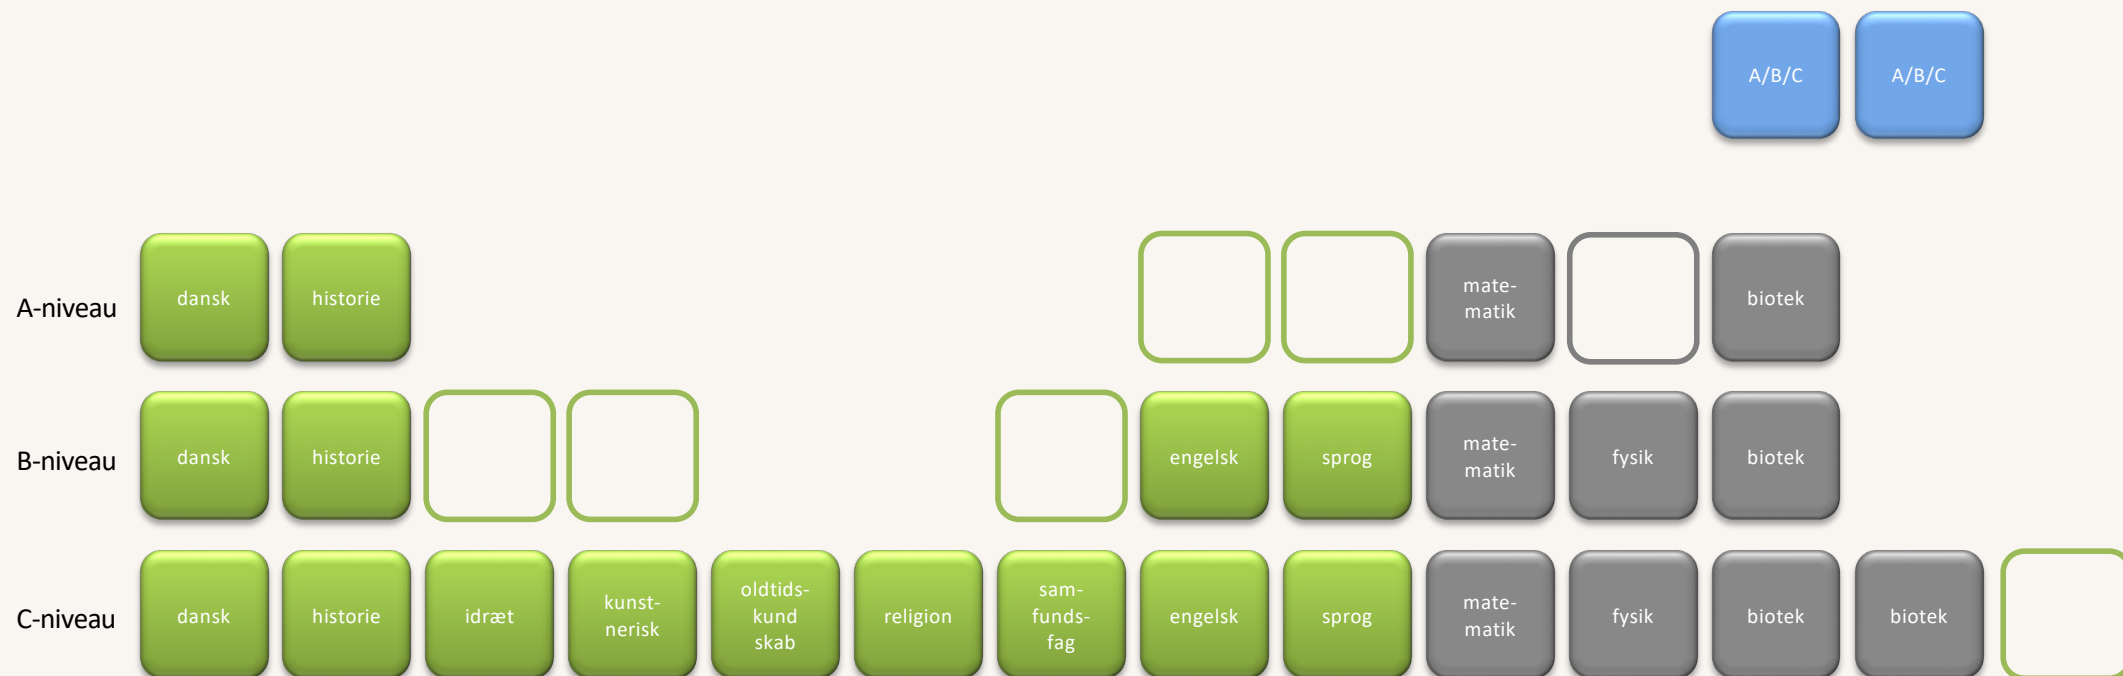 A/B/C
A/B/C
A-niveau
dansk
historie
mate-
matik
biotek
B-niveau
dansk
historie
engelsk
sprog
mate-
matik
fysik
biotek
C-niveau
dansk
historie
idræt
kunst-
nerisk
oldtids-
kund
skab
religion
sam-
funds-
fag
engelsk
sprog
mate-
matik
fysik
biotek
biotek